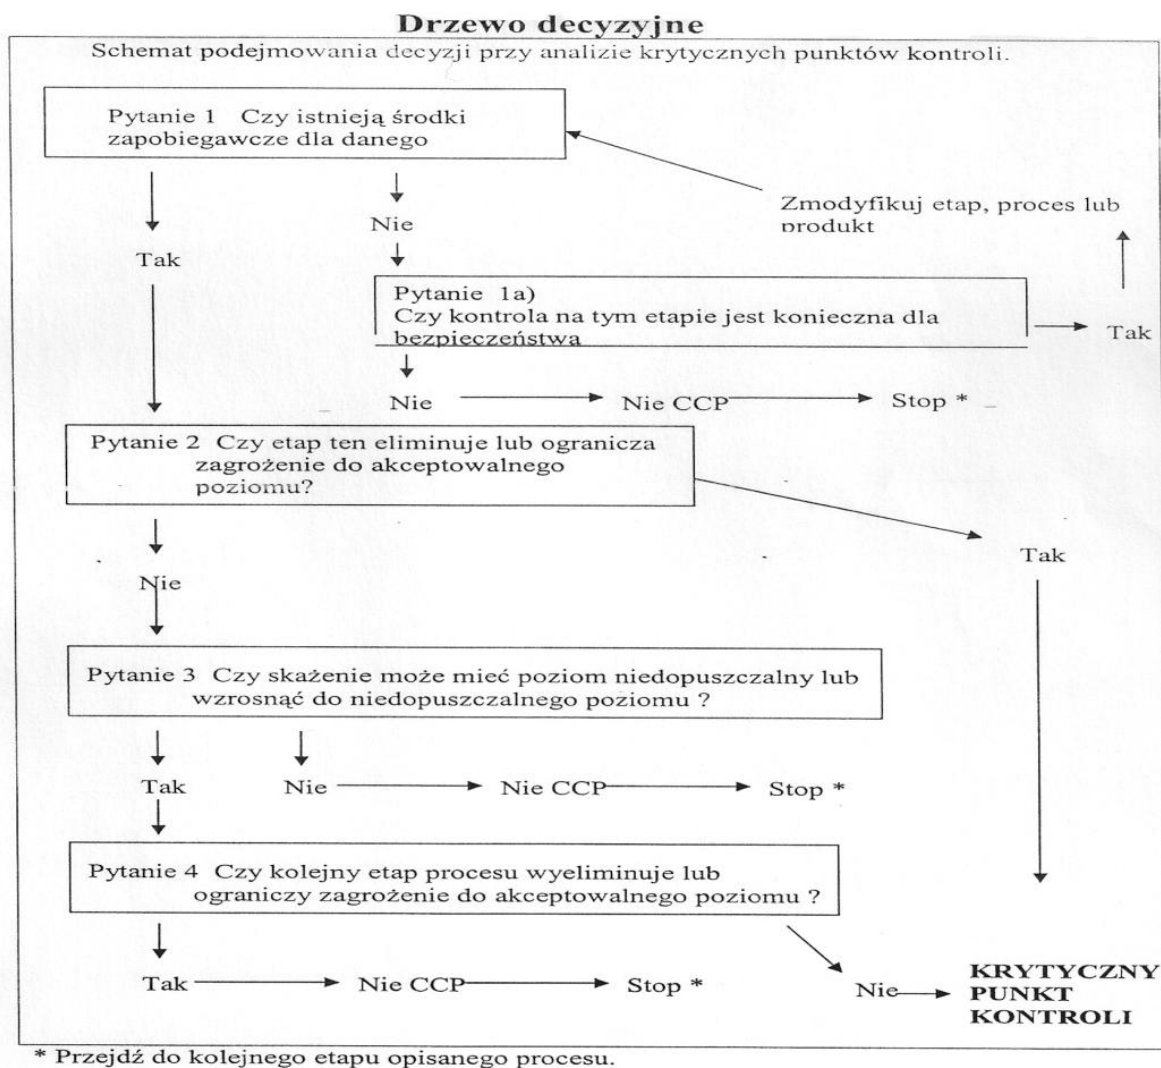 Drzewo decyzyjne
Schemat podejmowania decyzji przy analizie krytycznych punktów kontroli.
Pytanie 1 Czy istnieją środki
zapobiegawcze dla danego
Zmodyfikuj etap, proces lub
produkt
Nie
Tak
Pytanie 1a)
Czy kontrola na tym etapie jest konieczna dla
bezpieczeństwa
Tak
Nie Nie CCP Stop *
Pytanie 2 Czy etap ten eliminuje lub ogranicza
zagrożenie do akceptowalnego
poziomu?
Tak
Nie
Pytanie 3 Czy skażenie może mieć poziom niedopuszczalny lub
wzrosnąć do niedopuszczalnego poziomu ?
Tak Nie Nie CCP Stop *
Pytanie 4 Czy kolejny etap procesu wyeliminuje lub
ograniczy zagrożenie do akceptowalnego poziomu ?
Tak Nie CCP Stop * Nie
KRYTYCZNY
PUNKT
KONTROLI
* Przejdź do kolejnego etapu opisanego procesu.